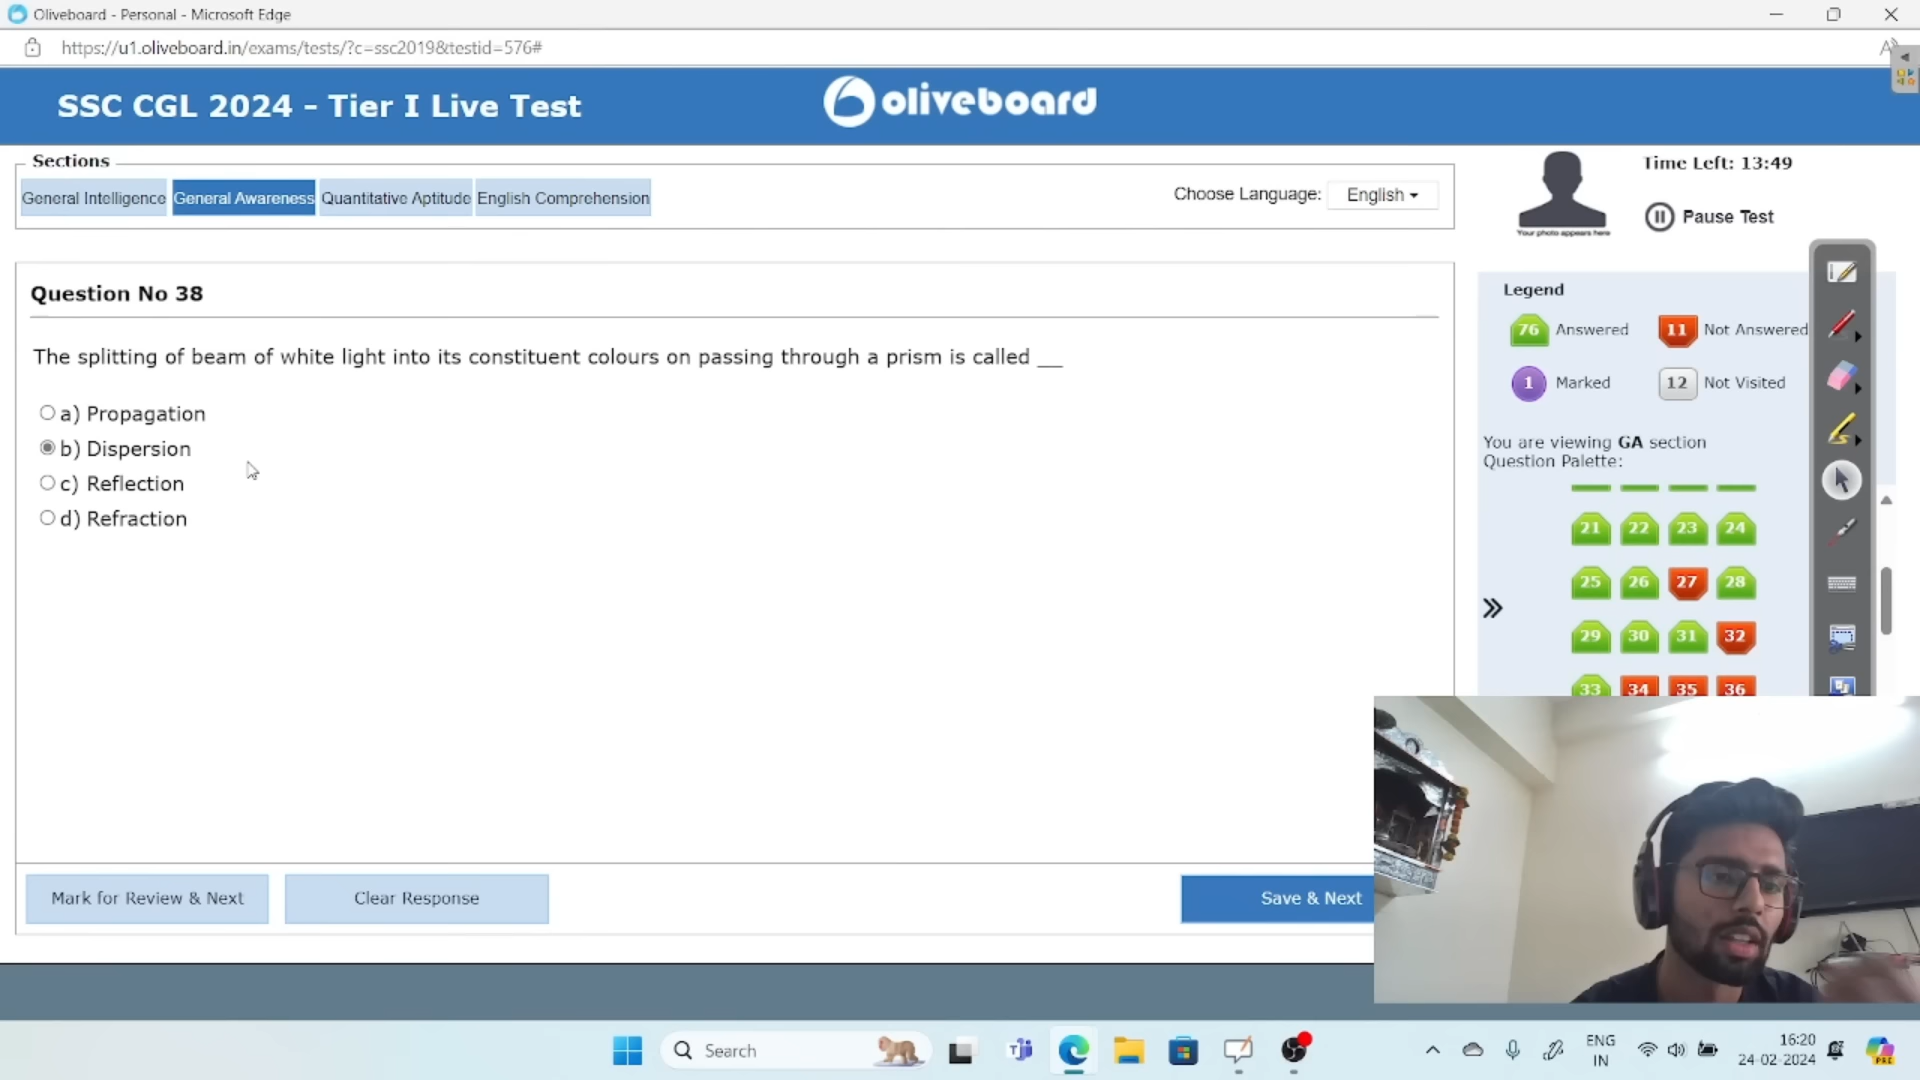 Oliveboard - Personal - Microsoft Edge
https://u1.oliveboard.in/exams/tests/?c=ssc2019&testid=576#
SSC CGL 2024 - Tier I Live Test
oliveboard
Sections
General Intelligence General Awareness Quantitative Aptitude English Comprehension
Choose Language: English
Your photo appears here
Time Left: 13:49
Pause Test
Question No 38
The splitting of beam of white light into its constituent colours on passing through a prism is called __
a) Propagation
b) Dispersion
c) Reflection
d) Refraction
Mark for Review & Next
Clear Response
Save & Next
Legend
76 Answered 11 Not Answered
1 Marked 12 Not Visited
You are viewing GA section
Question Palette:
21 22 23 24
25 26 27 28
29 30 31 32
33 34 35 36
Search
ENG
IN
16:20
24-02-2024
PRE